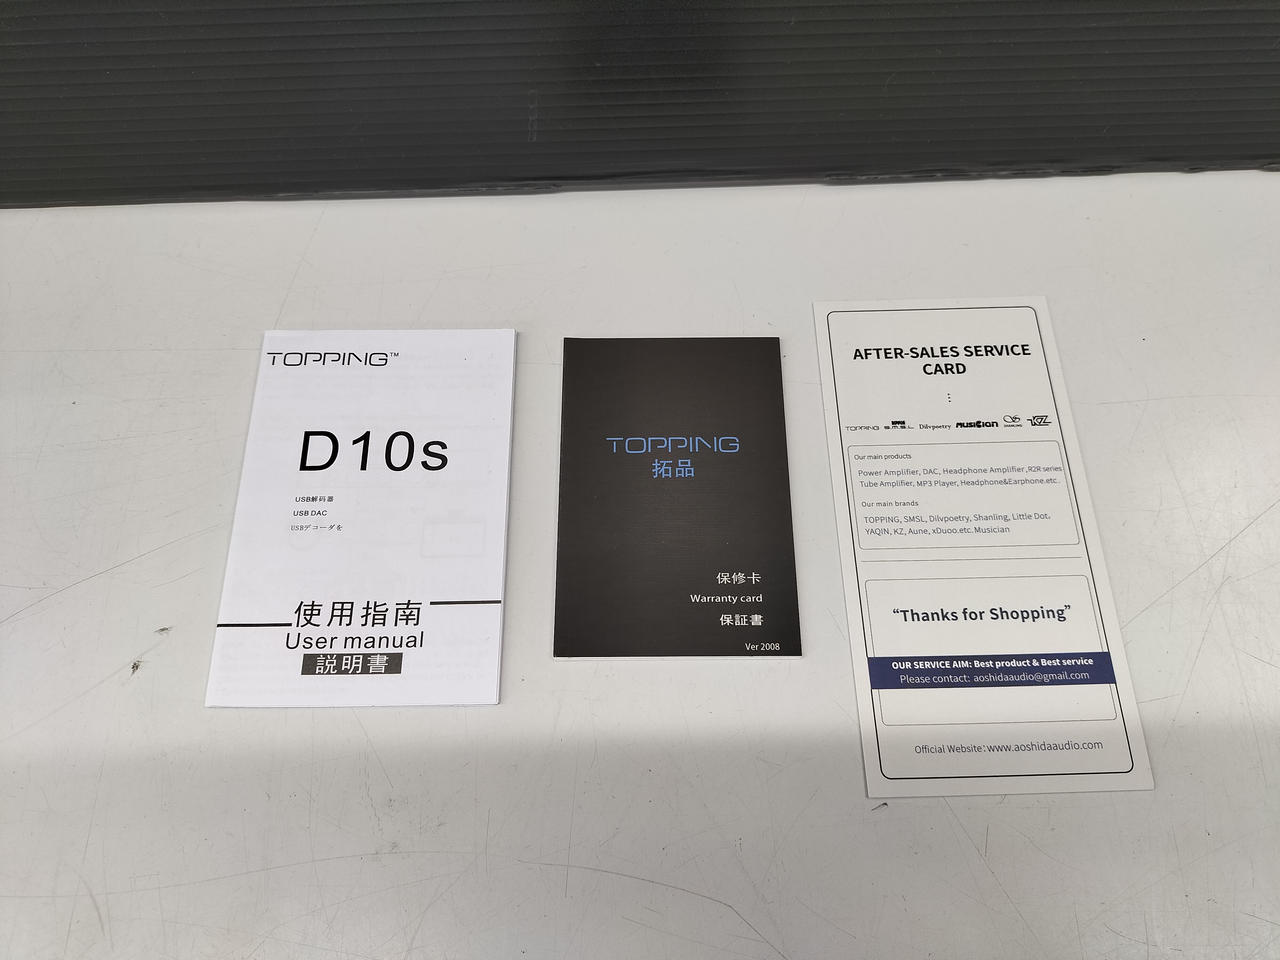 TOPPING™
D10s
USB解码器
USB DAC
USBデコーダを
使用指南
User manual
説明書
TOPPING
拓品
保修卡
Warranty card
保証書
Ver 2008
AFTER-SALES SERVICE
CARD
TOPPING S.M.S.L Dilvpoetry MUSICIAN SHANLING KZ
Our main products
Power Amplifier, DAC, Headphone Amplifier ,R2R series
Tube Amplifier, MP3 Player, Headphone&Earphone.etc.
Our main brands
TOPPING, SMSL, Dilvpoetry, Shanling, Little Dot,
YAQIN, KZ, Aune, xDuoo.etc.Musician
“Thanks for Shopping”
OUR SERVICE AIM: Best product & Best service
Please contact: aoshidaaudio@gmail.com
Official Website:www.aoshidaaudio.com